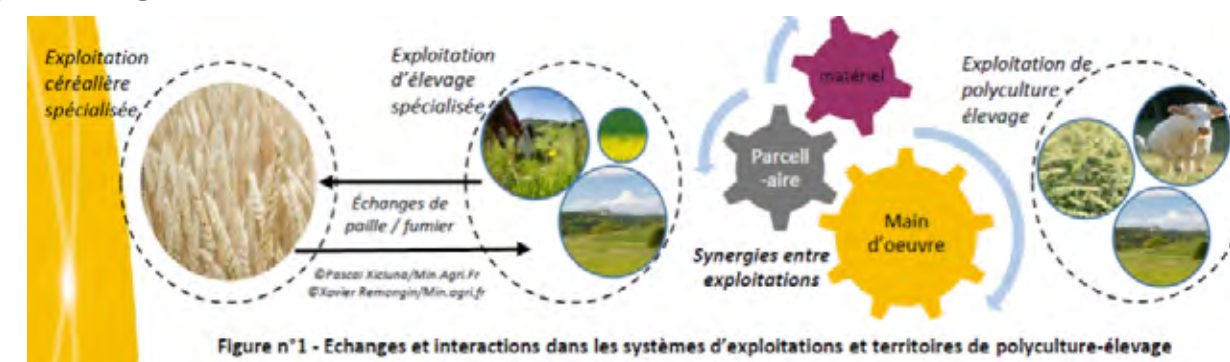 Exploitation
céréalière
spécialisée
Exploitation
d'élevage
spécialisée
Échanges de
paille / fumier
©Pascal Xicluna/Min.Agri.Fr
©Xavier Remongin/Min.agri.fr
matériel
Parcell
-aire
Main
d'oeuvre
Synergies entre
exploitations
Exploitation de
polyculture -
élevage
Figure n°1 - Echanges et interactions dans les systèmes d'exploitations et territoires de polyculture-élevage